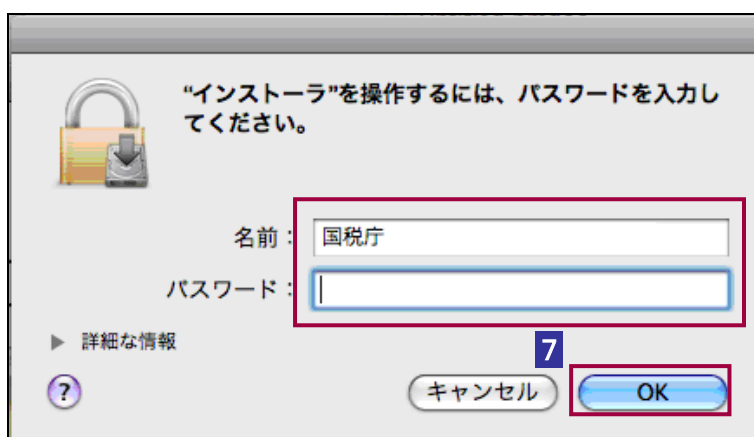 “インストーラ”を操作するには、パスワードを入力し
てください。
名前：国税庁
パスワード：
▶ 詳細な情報
7
? キャンセル OK